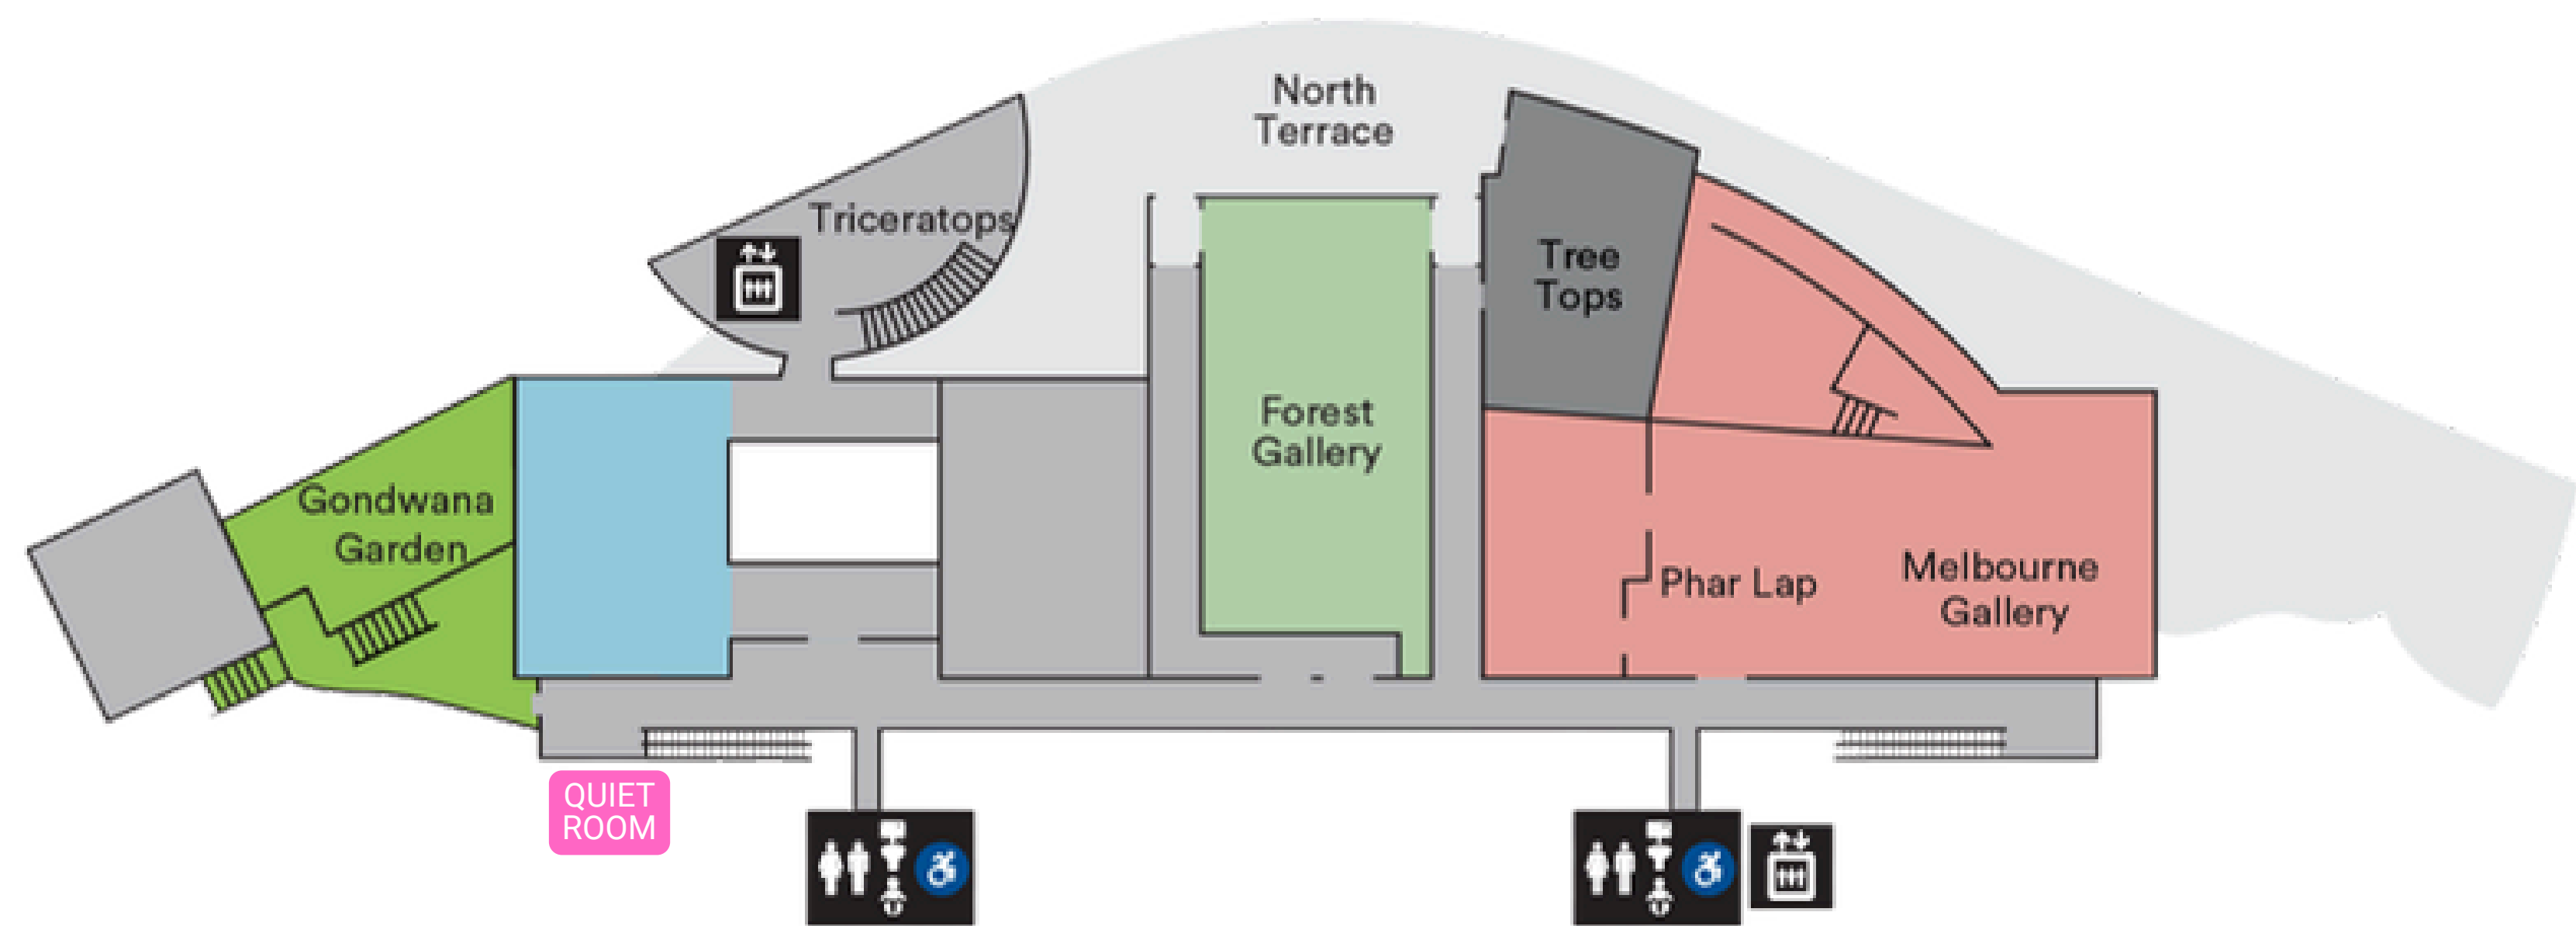 North
Terrace
Triceratops
Tree
Tops
Forest
Gallery
Gondwana
Garden
Phar Lap
Melbourne
Gallery
QUIET
ROOM